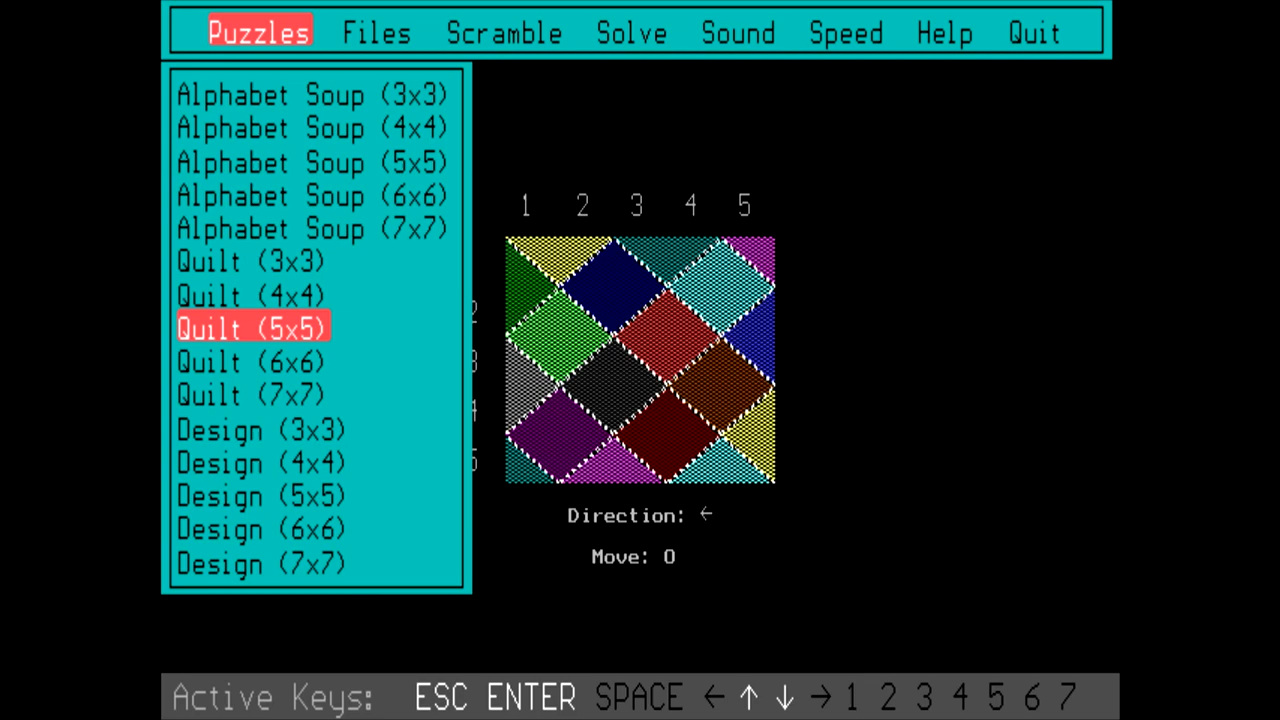 Puzzles Files Scramble Solve Sound Speed Help Quit
Alphabet Soup (3x3)
Alphabet Soup (4x4)
Alphabet Soup (5x5)
Alphabet Soup (6x6)
Alphabet Soup (7x7)
Quilt (3x3)
Quilt (4x4)
Quilt (5x5)
Quilt (6x6)
Quilt (7x7)
Design (3x3)
Design (4x4)
Design (5x5)
Design (6x6)
Design (7x7)
1 2 3 4 5
Direction: ←
Move: 0
Active Keys: ESC ENTER SPACE ← ↑ ↓ → 1 2 3 4 5 6 7